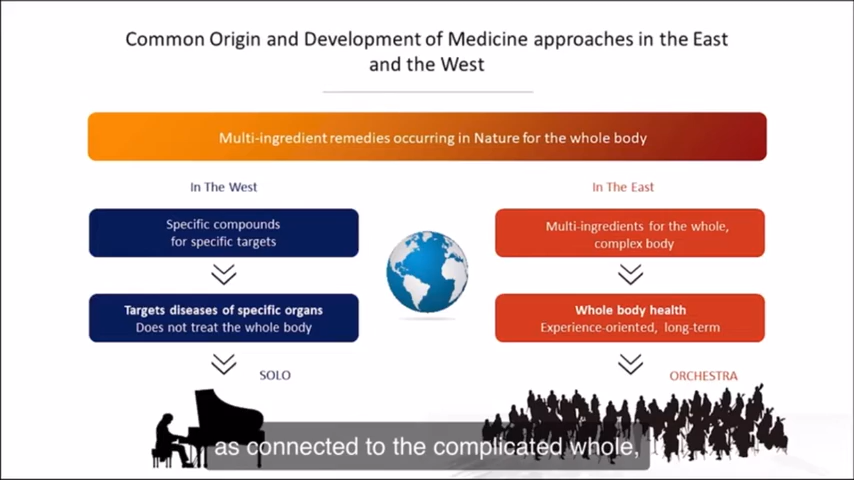 Common Origin and Development of Medicine approaches in the East
and the West
Multi-ingredient remedies occurring in Nature for the whole body
In The West
In The East
Specific compounds
for specific targets
Multi-ingredients for the whole,
complex body
Targets diseases of specific organs
Does not treat the whole body
Whole body health
Experience-oriented, long-term
SOLO
ORCHESTRA
as connected to the complicated whole,